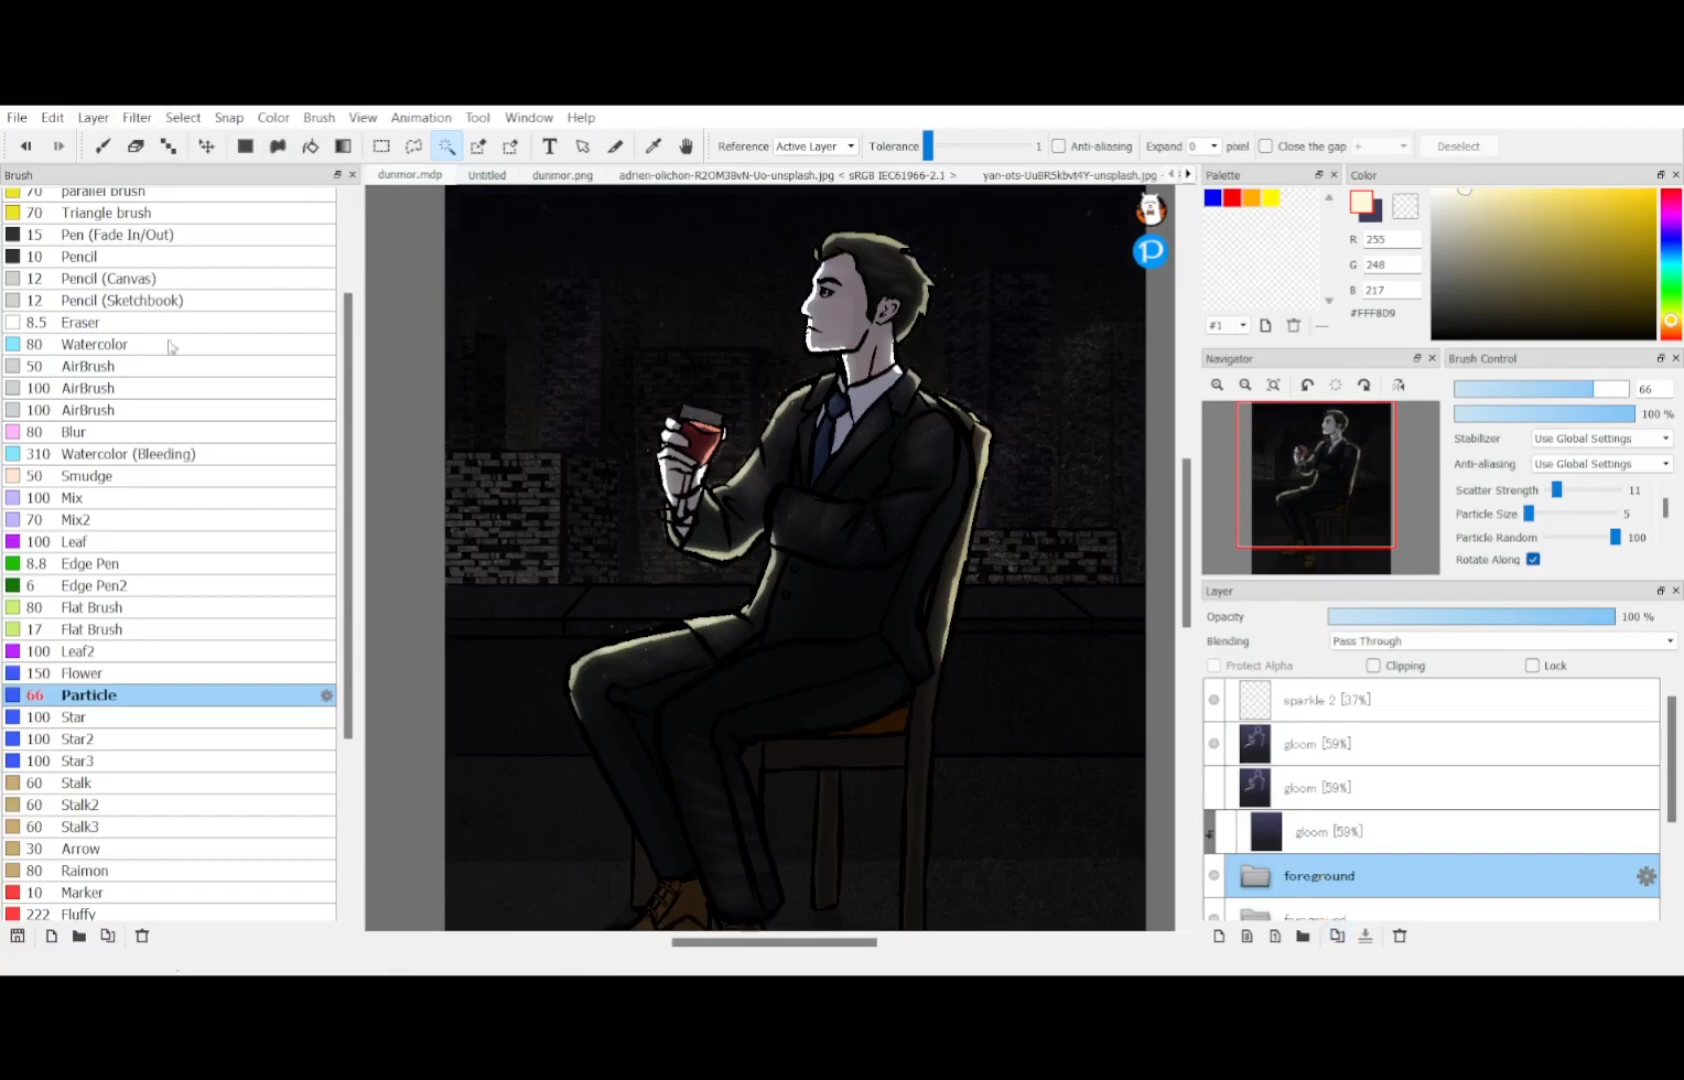 File Edit Layer Filter Select Snap Color Brush View Animation Tool Window Help
Reference Active Layer Tolerance 1 Anti-aliasing Expand 0 pixel Close the gap + Deselect
Brush
dunmor.mdp Untitled dunmor.png adrien-olichon-R2OM3BvN-Uo-unsplash.jpg < sRGB IEC61966-2.1 > yan-ots-UuBR5kbvt4Y-unsplash.jpg
70 parallel brush
70 Triangle brush
15 Pen (Fade In/Out)
10 Pencil
12 Pencil (Canvas)
12 Pencil (Sketchbook)
8.5 Eraser
80 Watercolor
50 AirBrush
100 AirBrush
100 AirBrush
80 Blur
310 Watercolor (Bleeding)
50 Smudge
100 Mix
70 Mix2
100 Leaf
8.8 Edge Pen
6 Edge Pen2
80 Flat Brush
17 Flat Brush
100 Leaf2
150 Flower
66 Particle
100 Star
100 Star2
100 Star3
60 Stalk
60 Stalk2
60 Stalk3
30 Arrow
80 Raimon
10 Marker
222 Fluffy
Palette
#1
Color
R 255
G 248
B 217
#FFF8D9
Navigator
Brush Control
66
100 %
Stabilizer Use Global Settings
Anti-aliasing Use Global Settings
Scatter Strength 11
Particle Size 5
Particle Random 100
Rotate Along
Layer
Opacity 100 %
Blending Pass Through
Protect Alpha Clipping Lock
sparkle 2 [37%]
gloom [59%]
gloom [59%]
gloom [59%]
foreground
foreground